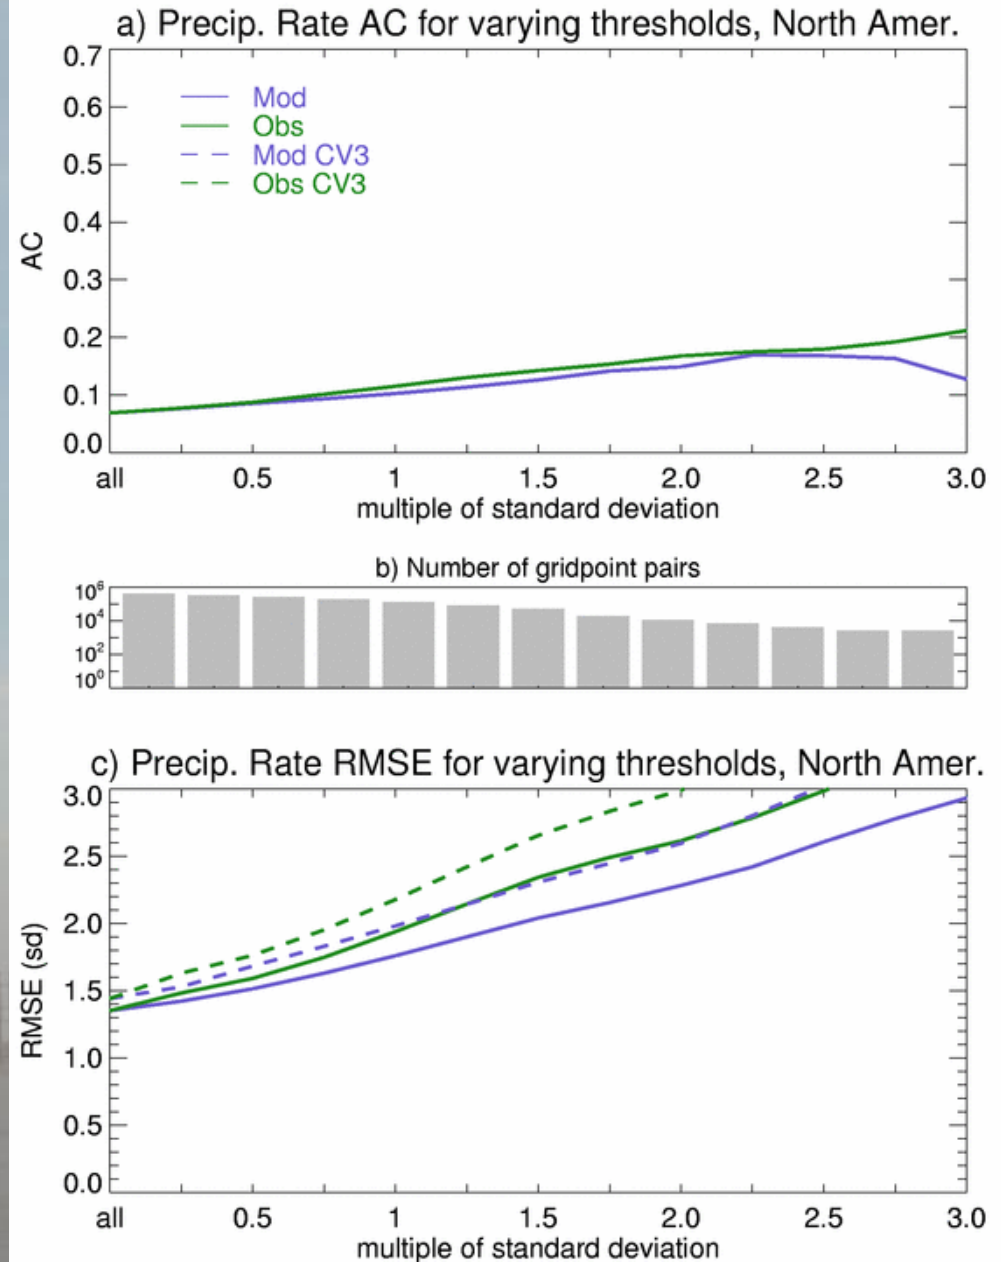 a) Precip. Rate AC for varying thresholds, North Amer.
0.7
0.6
0.5
0.4
0.3
0.2
0.1
0.0
AC
Mod
Obs
Mod CV3
Obs CV3
all 0.5 1 1.5 2.0 2.5 3.0
multiple of standard deviation
b) Number of gridpoint pairs
10⁶
10⁴
10²
10⁰
c) Precip. Rate RMSE for varying thresholds, North Amer.
3.0
2.5
2.0
1.5
1.0
0.5
0.0
RMSE (sd)
all 0.5 1 1.5 2.0 2.5 3.0
multiple of standard deviation